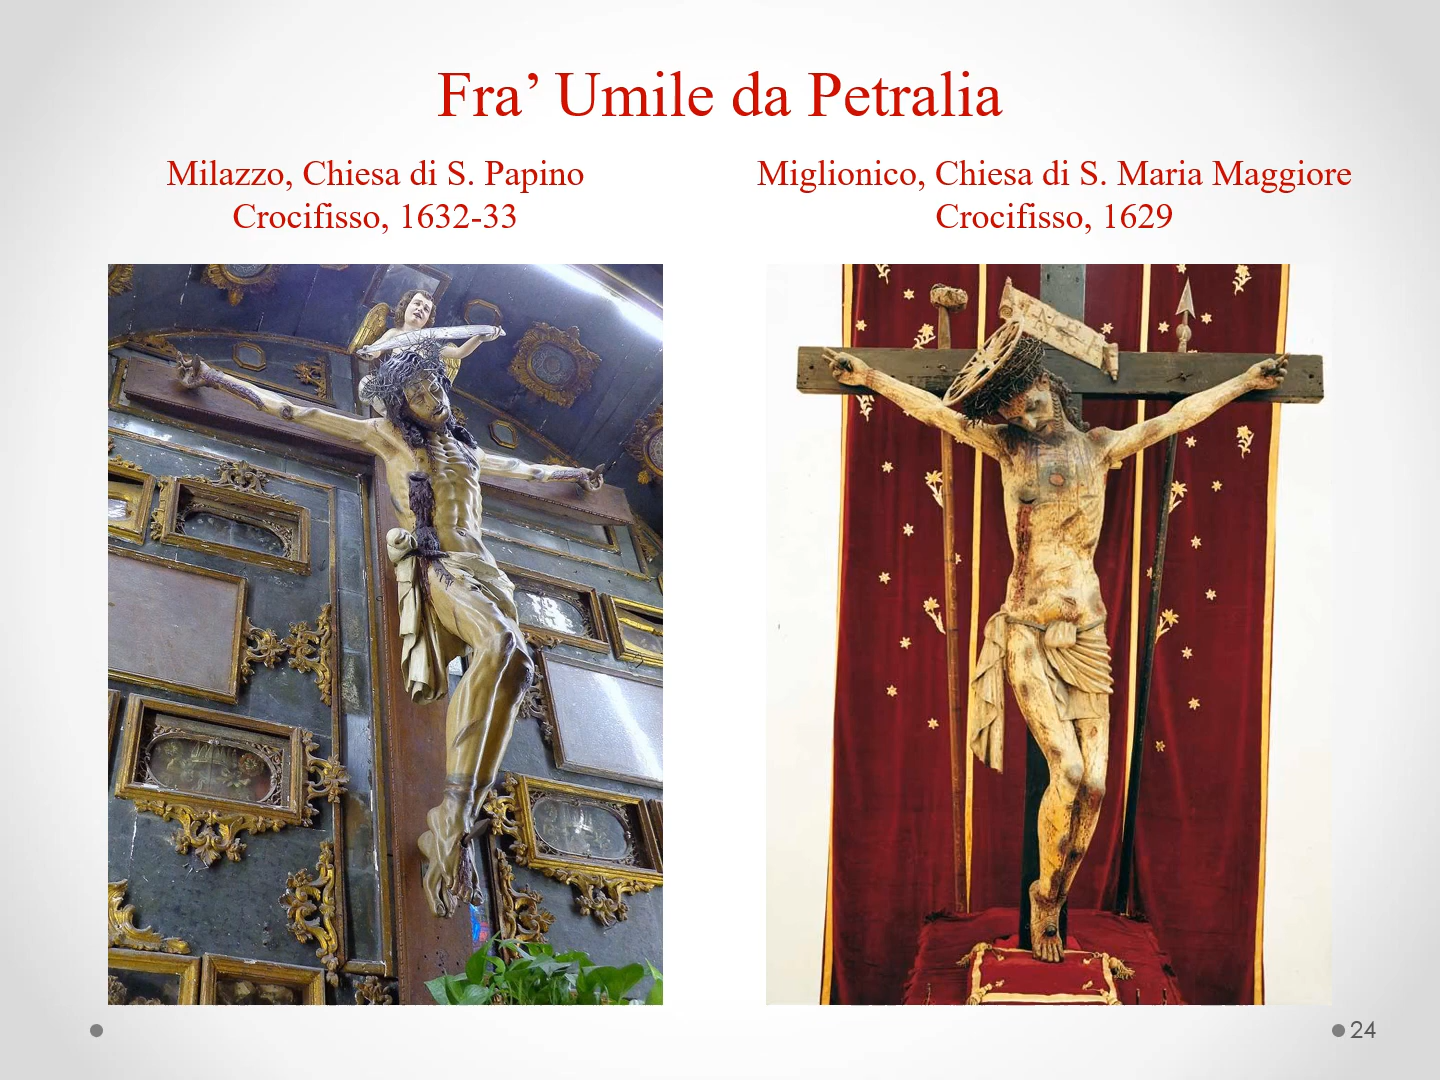 Fra’ Umile da Petralia
Milazzo, Chiesa di S. Papino
Crocifisso, 1632-33
Miglionico, Chiesa di S. Maria Maggiore
Crocifisso, 1629
24